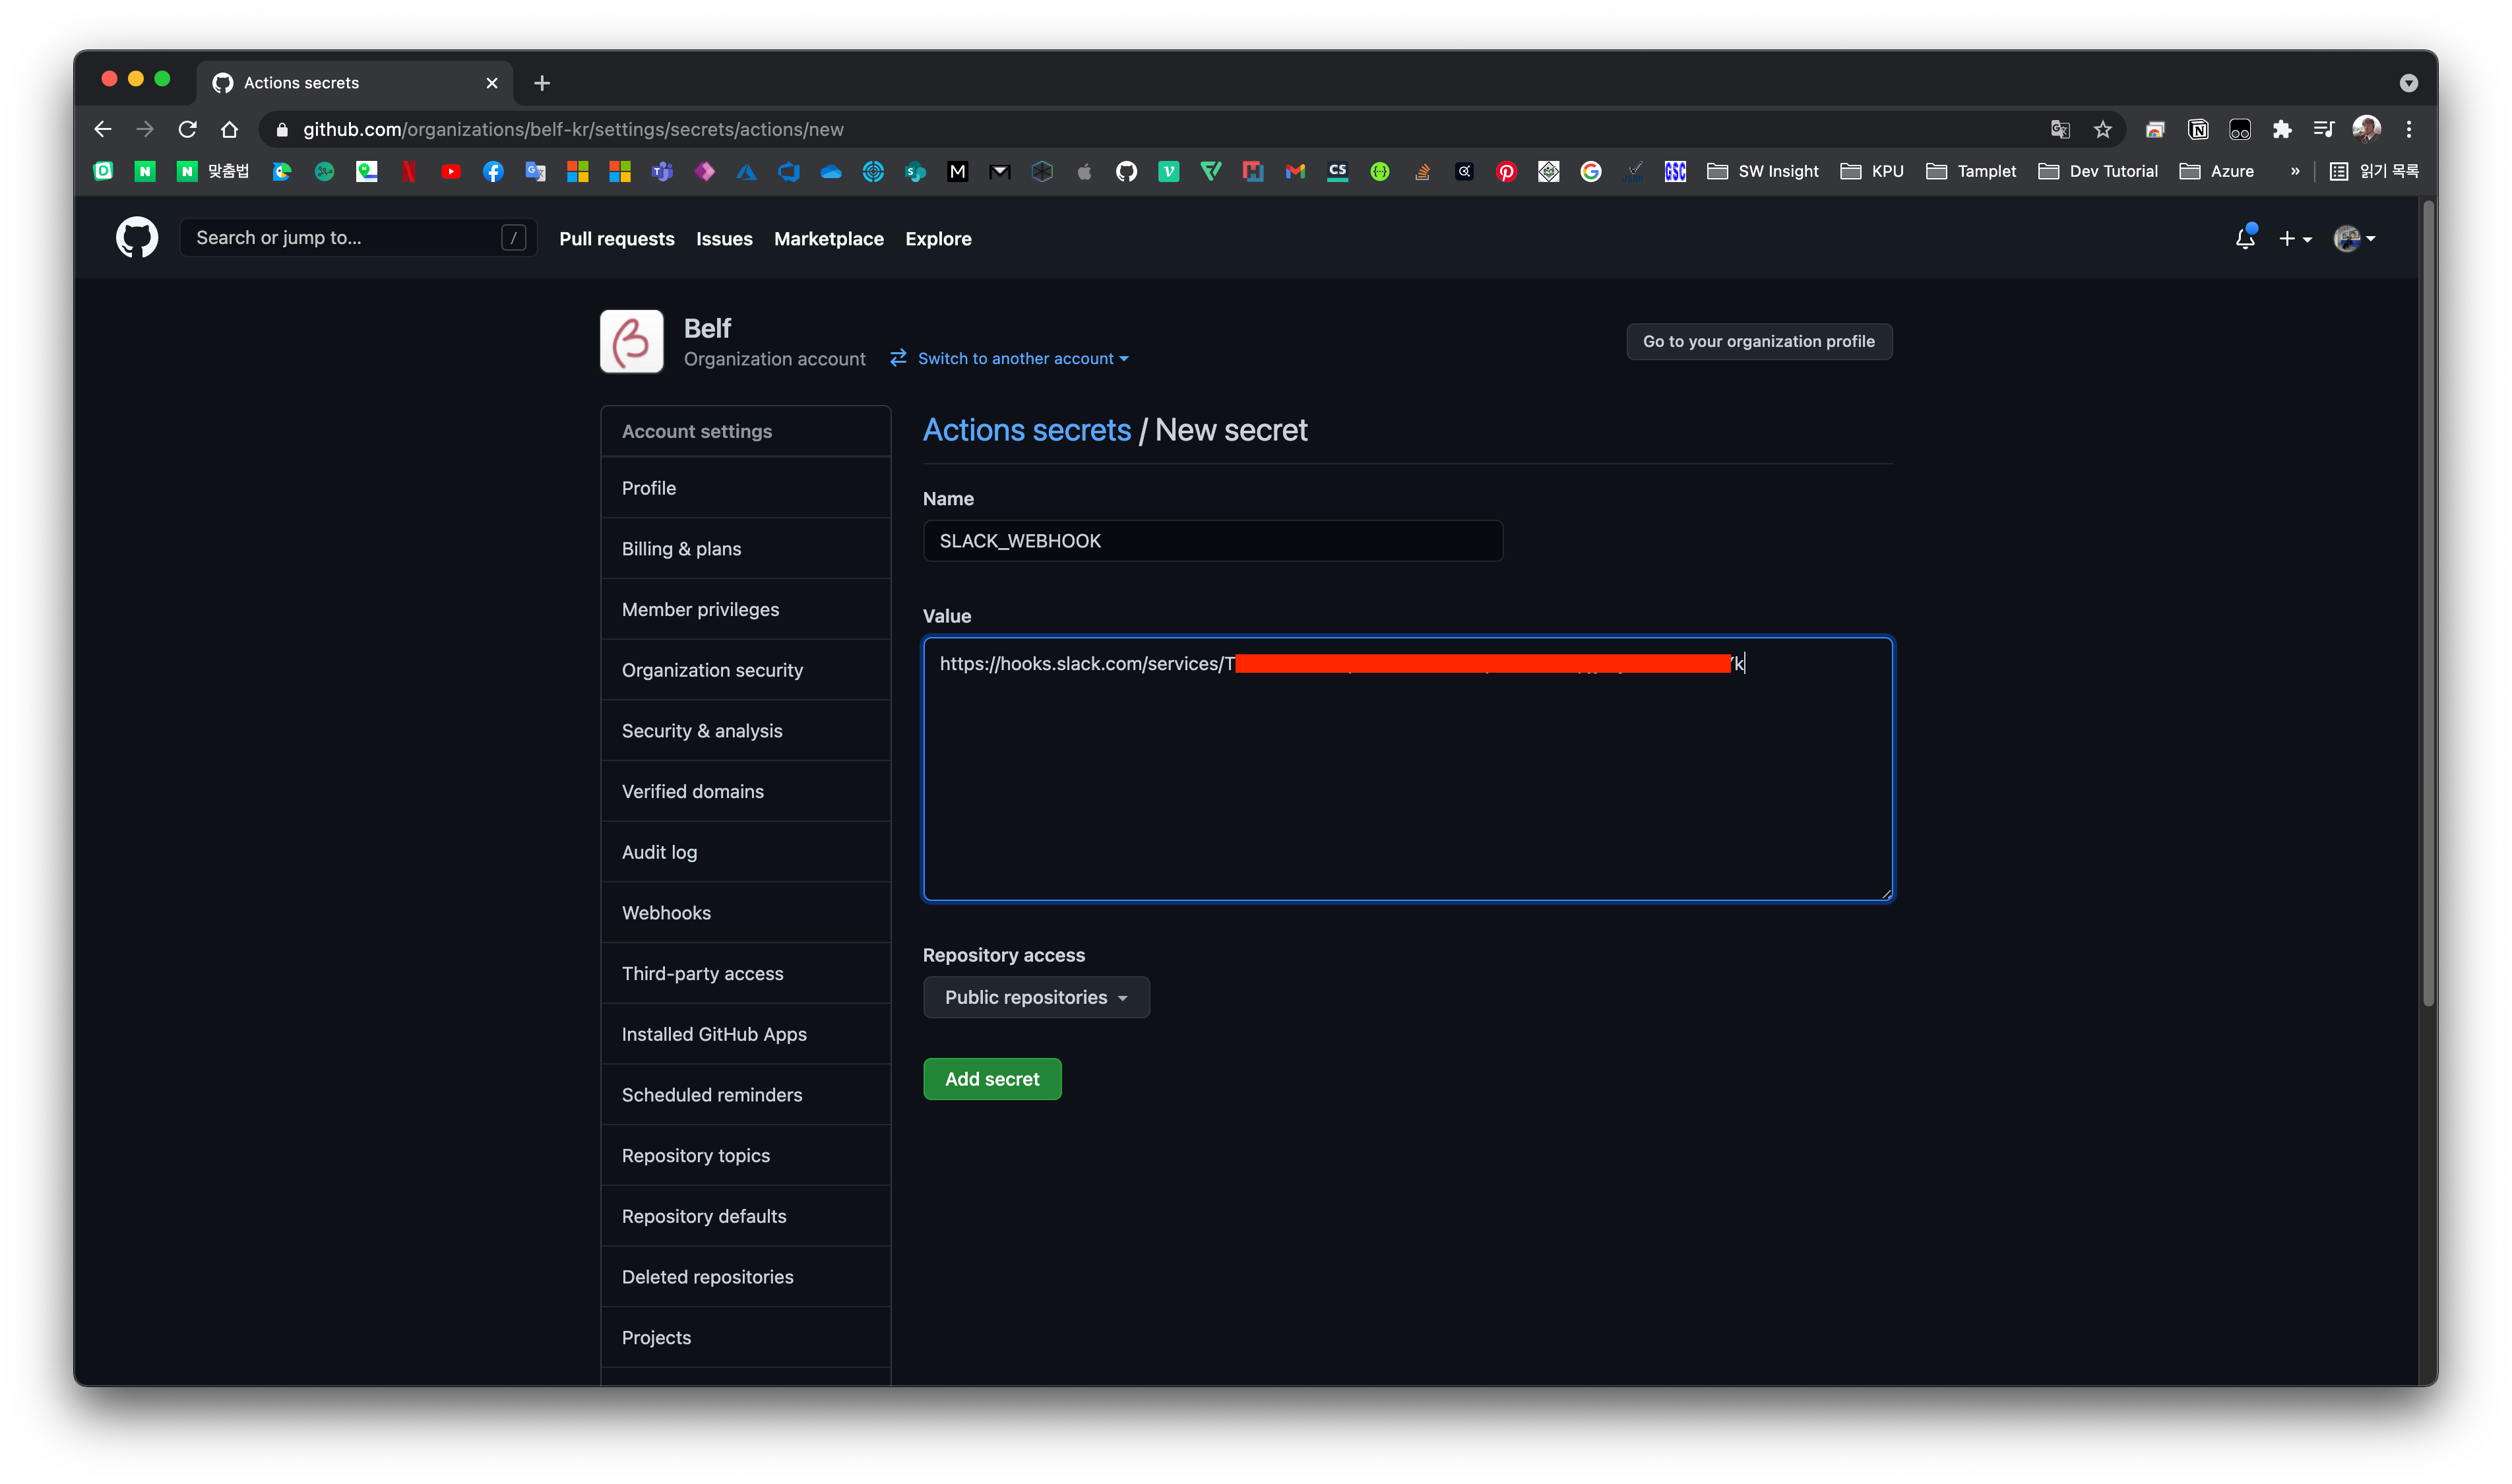 Actions secrets
github.com/organizations/belf-kr/settings/secrets/actions/new
맞춤법
SW Insight
KPU
Tamplet
Dev Tutorial
Azure
»
읽기 목록
Search or jump to...
/
Pull requests
Issues
Marketplace
Explore
Belf
Organization account
Switch to another account
Go to your organization profile
Account settings
Profile
Billing & plans
Member privileges
Organization security
Security & analysis
Verified domains
Audit log
Webhooks
Third-party access
Installed GitHub Apps
Scheduled reminders
Repository topics
Repository defaults
Deleted repositories
Projects
Actions secrets / New secret
Name
SLACK_WEBHOOK
Value
https://hooks.slack.com/services/T
k
Repository access
Public repositories
Add secret